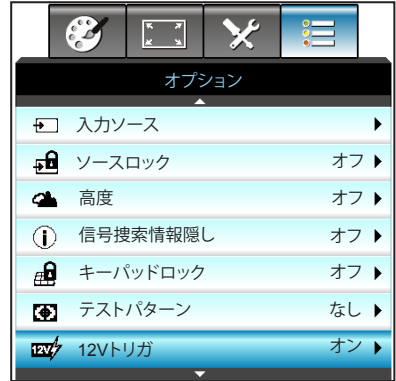 オプション
入力ソース
ソースロック オフ
高度 オフ
信号捜索情報隠し オフ
キーパッドロック オフ
テストパターン なし
12V 12Vトリガ オン